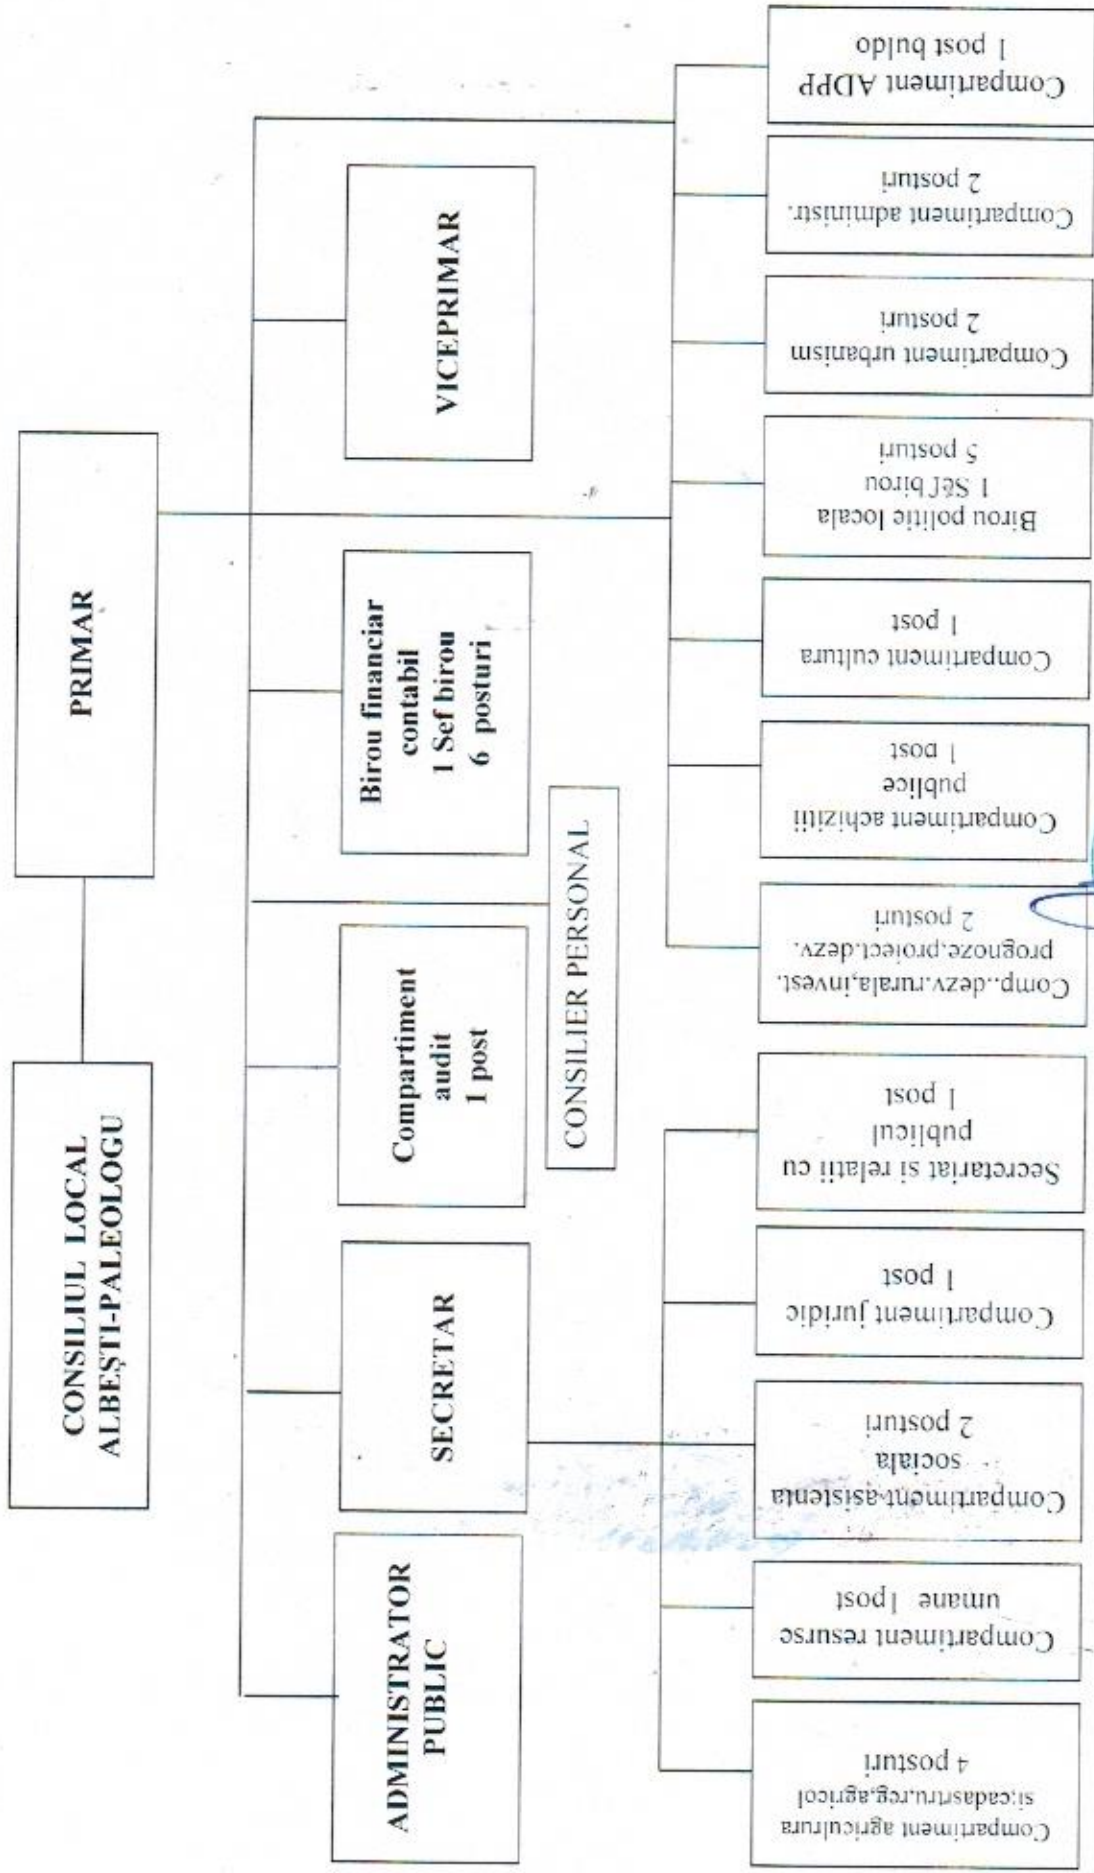 CONSILIUL LOCAL
ALBEȘTI-PALEOLOGU
PRIMAR
ADMINISTRATOR
PUBLIC
SECRETAR
Compartiment
audit
1 post
CONSILIER PERSONAL
Birou financiar
contabil
1 Sef birou
6 posturi
VICEPRIMAR
Compartiment agriculrura
si;cadasrtru,reg,agricol
4 posturi
Compartiment resurse
umane 1post
Compartiment-asistenta
sociala
2 posturi
Compartiment juridic
1 post
Secretariat si relatii cu
publicul
1 post
Comp..dezv.rurala,invest.
prognoze.proiect.dezv.
2 posturi
Compartiment achizitii
publice
1 post
Compartiment cultura
1 post
Birou politie locala
1 Sef birou
5 posturi
Compartiment urbanism
2 posturi
Compartiment administr.
2 posturi
Compartiment ADPP
1 post buldo